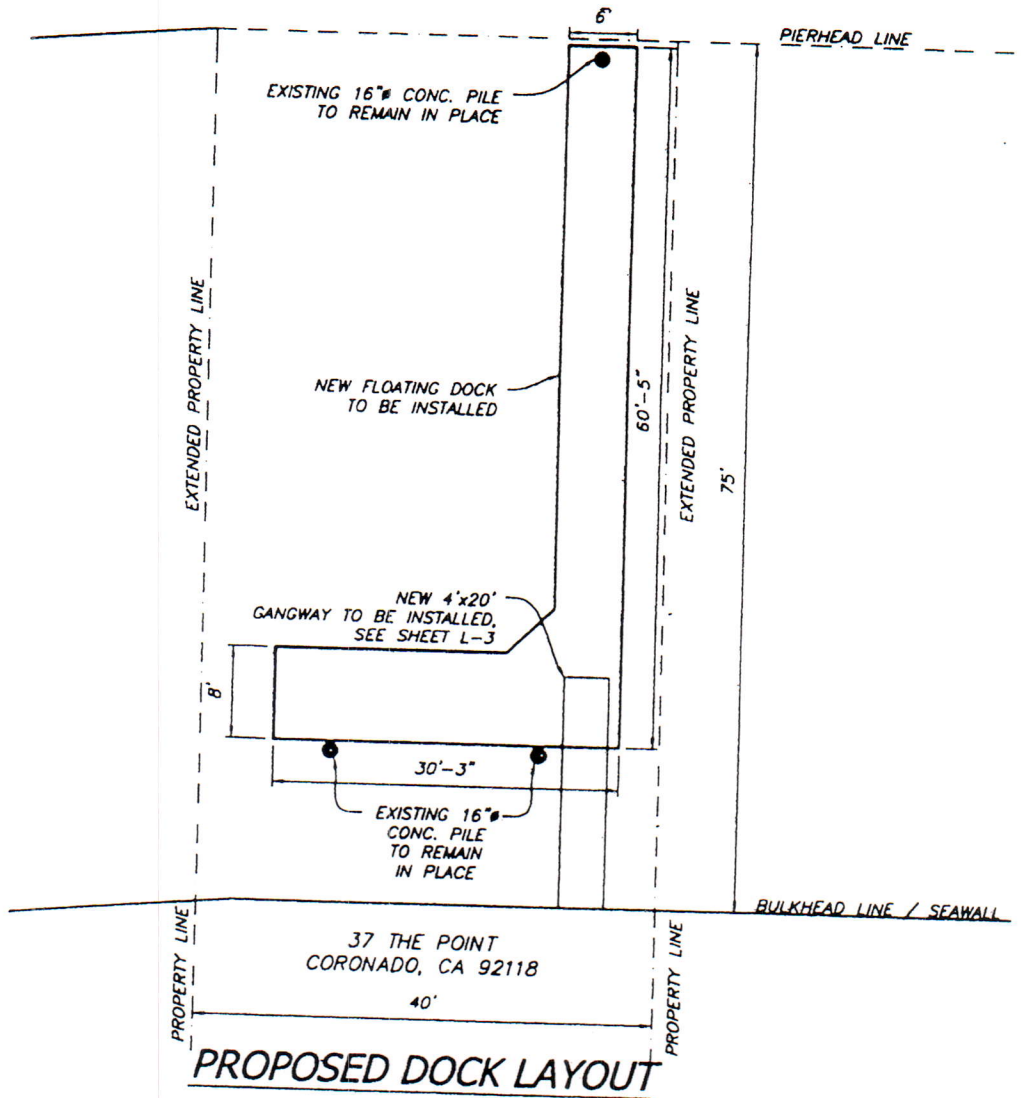 6'
PIERHEAD LINE
EXISTING 16"ø CONC. PILE
TO REMAIN IN PLACE
EXTENDED PROPERTY LINE
NEW FLOATING DOCK
TO BE INSTALLED
60'-5"
EXTENDED PROPERTY LINE
75'
NEW 4'x20'
GANGWAY TO BE INSTALLED,
SEE SHEET L-3
8'
30'-3"
EXISTING 16"ø
CONC. PILE
TO REMAIN
IN PLACE
BULKHEAD LINE / SEAWALL
PROPERTY LINE
37 THE POINT
CORONADO, CA 92118
40'
PROPERTY LINE
PROPOSED DOCK LAYOUT